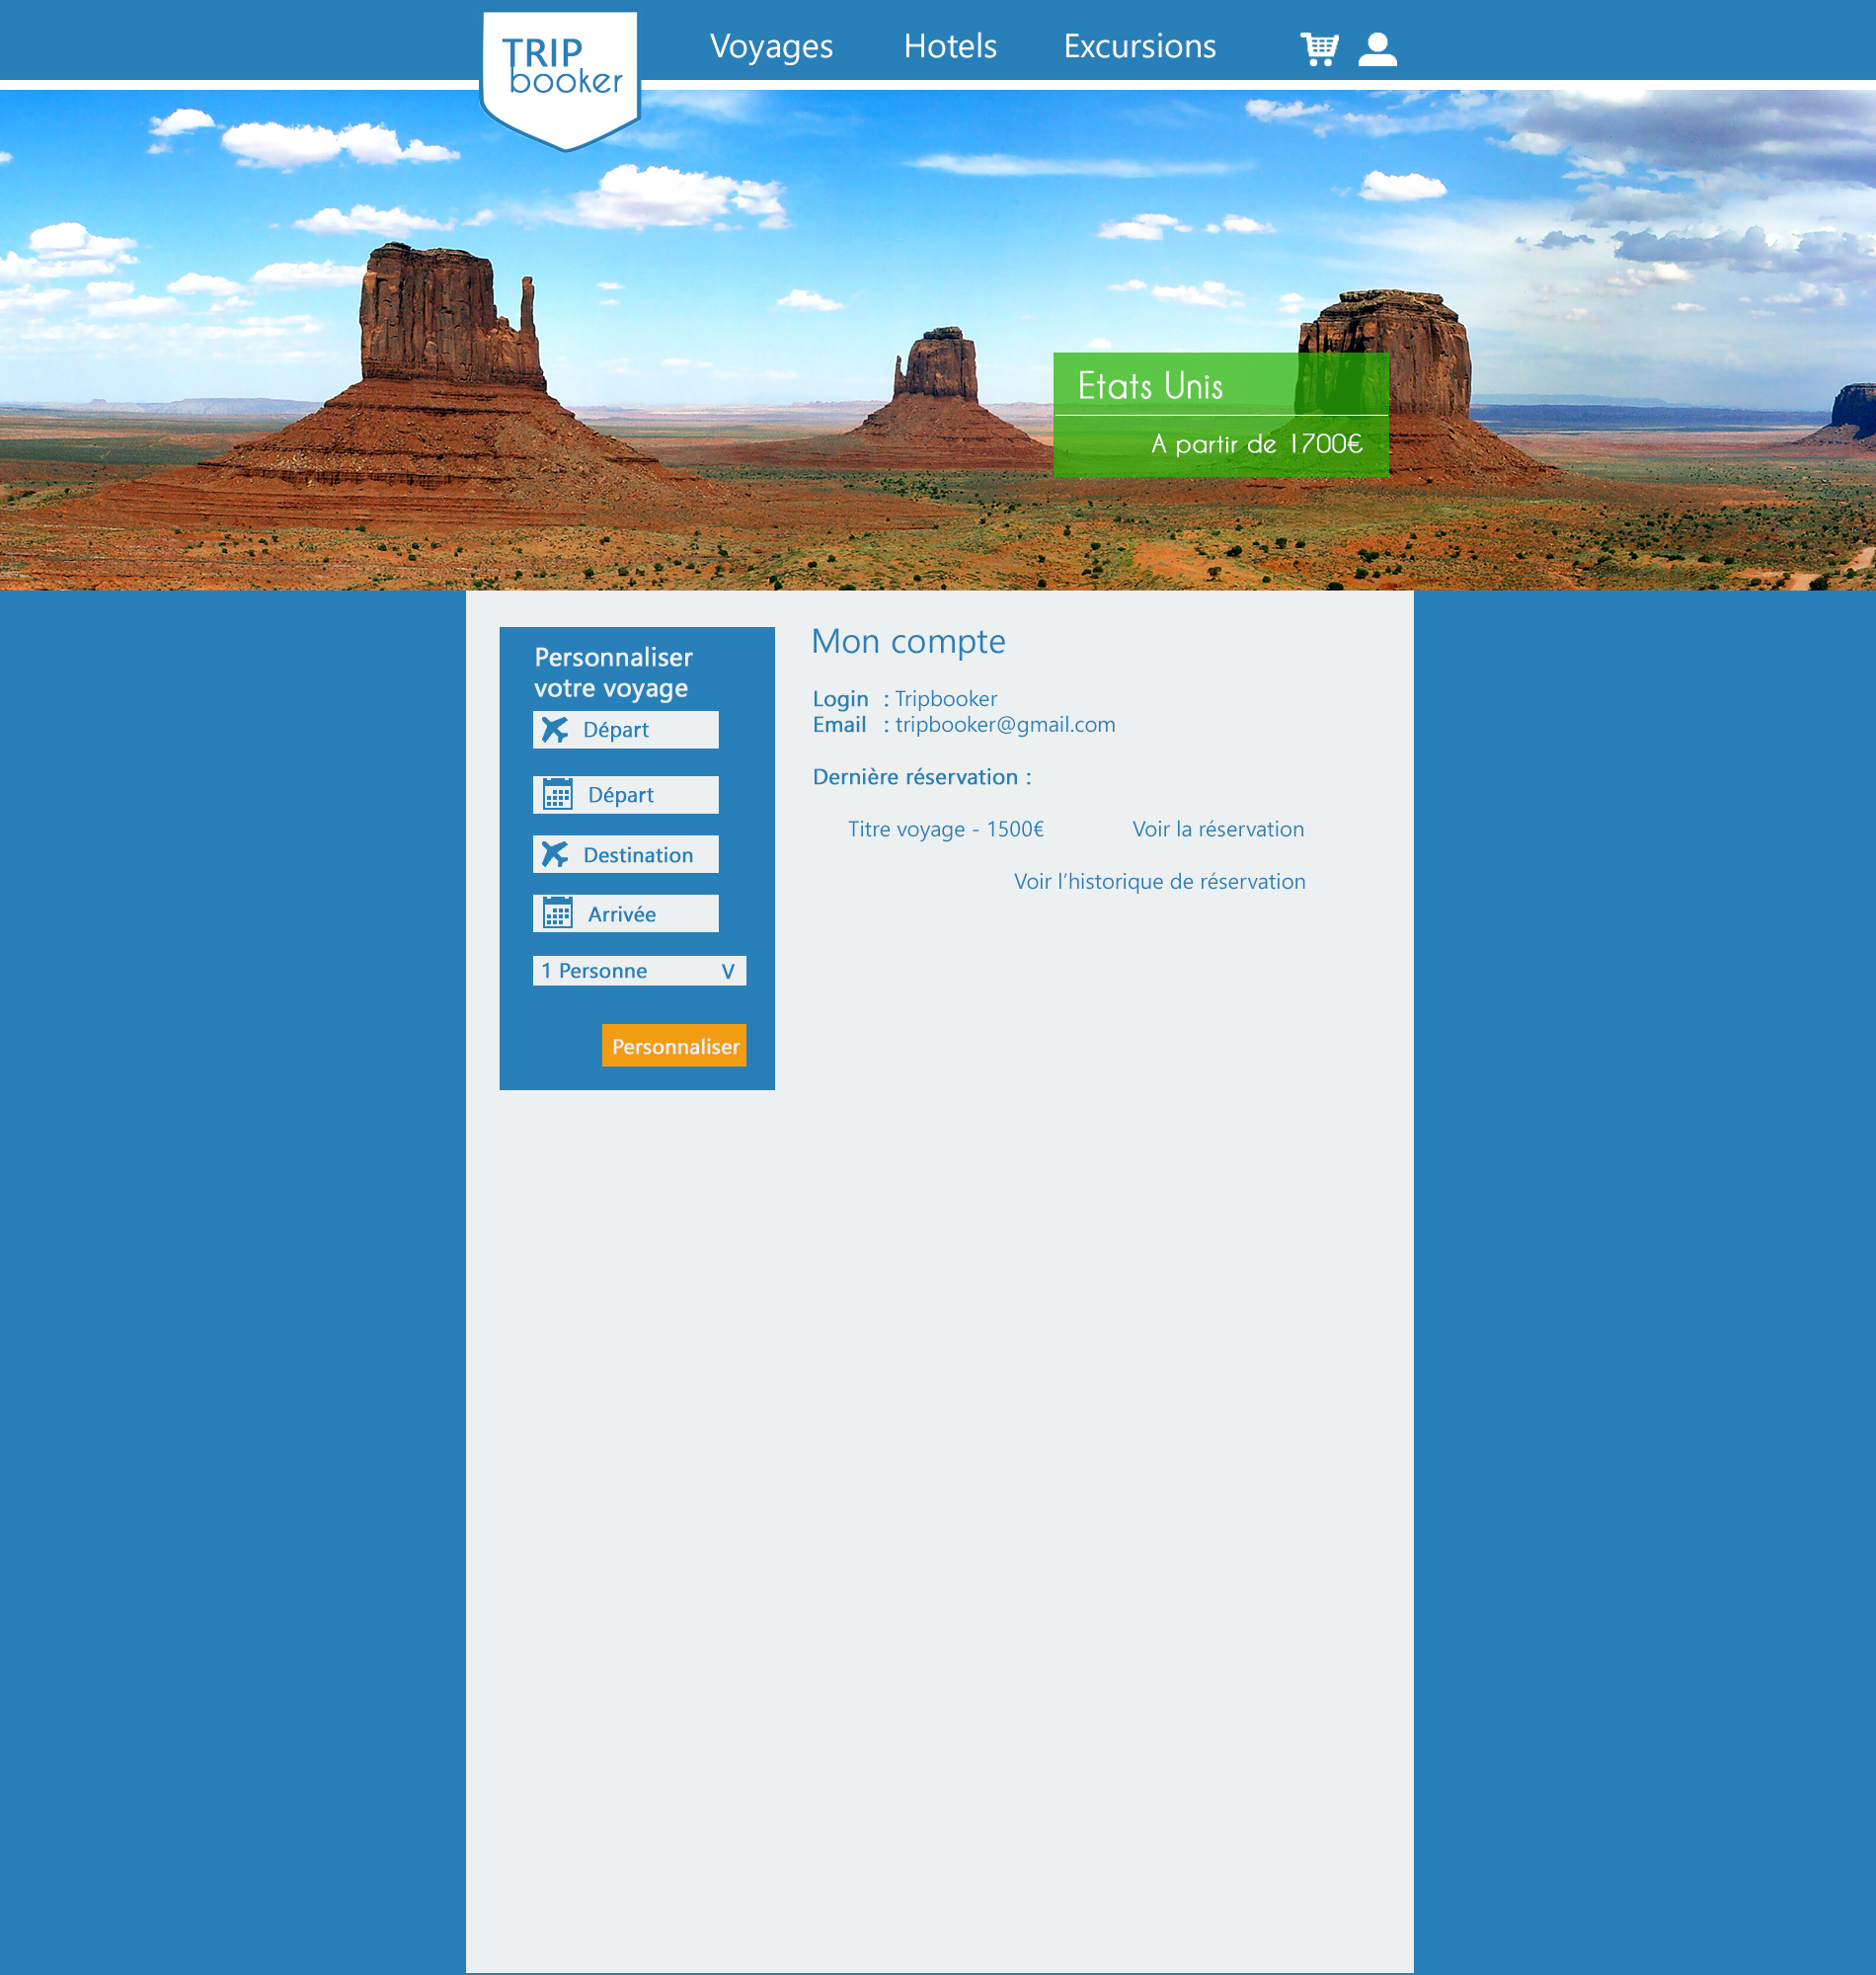 TRIP
booker
Voyages Hotels Excursions
Etats Unis
A partir de 1700€
Personnaliser
votre voyage
Départ
Départ
Destination
Arrivée
1 Personne V
Personnaliser
Mon compte
Login : Tripbooker
Email : tripbooker@gmail.com
Dernière réservation :
Titre voyage - 1500€ Voir la réservation
Voir l’historique de réservation